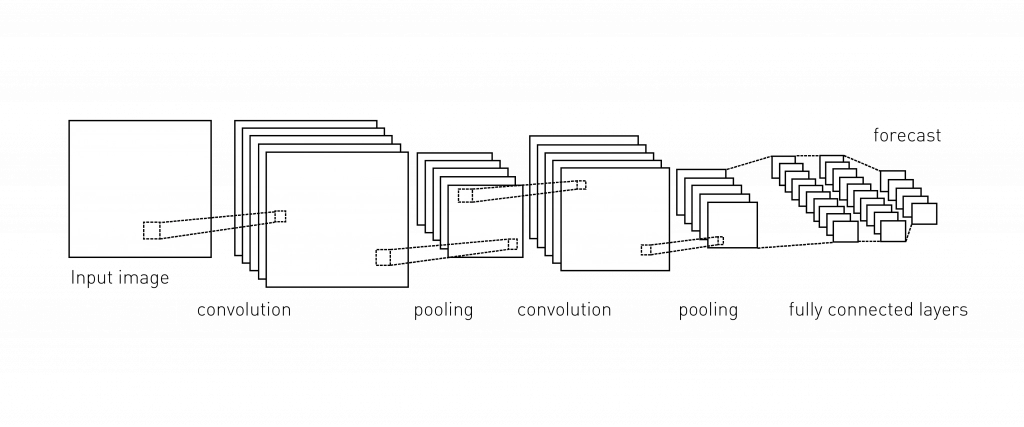 forecast
Input image
convolution
pooling
convolution
pooling
fully connected layers